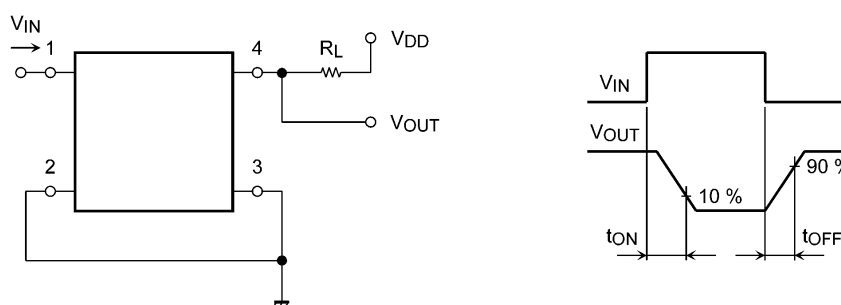 VIN
1
4
RL
VDD
VOUT
2
3
VIN
VOUT
10 %
90 %
tON
tOFF